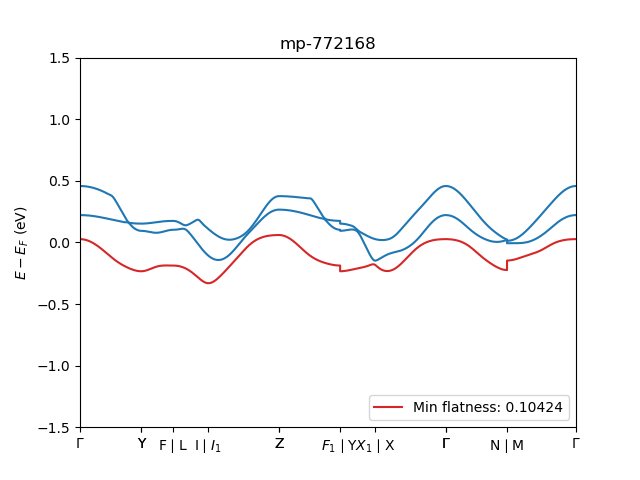 mp-772168
1.5
1.0
0.5
0.0
−0.5
−1.0
−1.5
E − E_F (eV)
Min flatness: 0.10424
Γ Y F | L I | I₁ Z F₁ | Y X₁ | X Γ N | M Γ